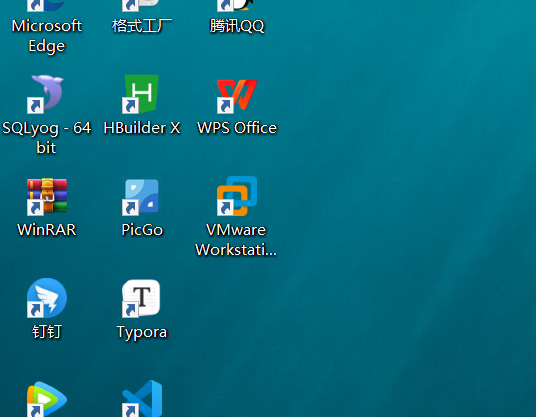 Microsoft
Edge
格式工厂
腾讯QQ
SQLyog - 64
bit
HBuilder X
WPS Office
WinRAR
PicGo
VMware
Workstati...
钉钉
T
Typora